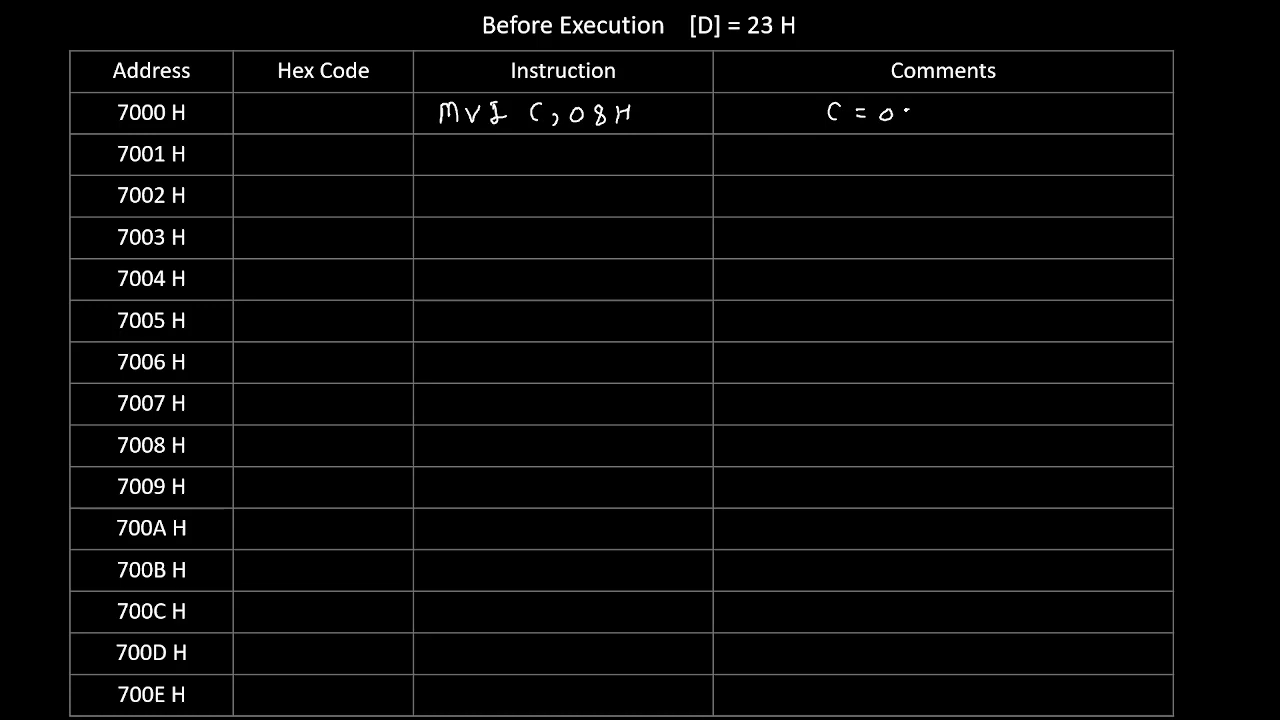 Before Execution [D] = 23 H
Address Hex Code Instruction Comments
7000 H MVI C, 08H C = 0
7001 H
7002 H
7003 H
7004 H
7005 H
7006 H
7007 H
7008 H
7009 H
700A H
700B H
700C H
700D H
700E H